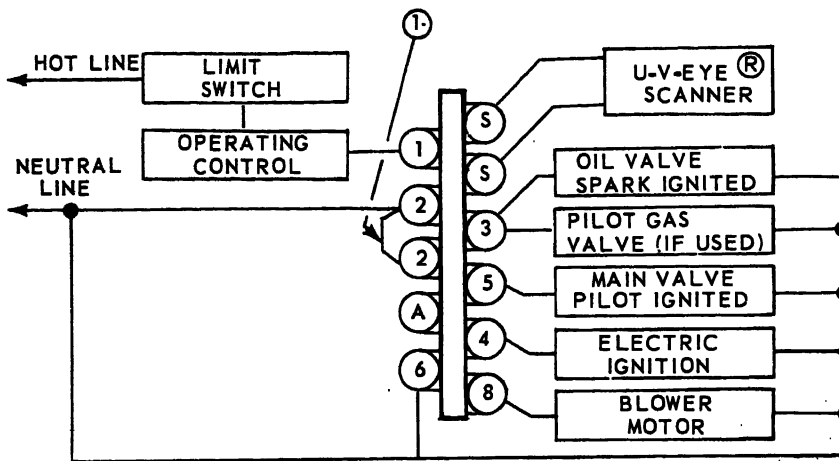 1-
HOT LINE
LIMIT
SWITCH
OPERATING
CONTROL
NEUTRAL
LINE
1
2
2
A
6
S
S
3
5
4
8
U-V-EYE ®
SCANNER
OIL VALVE
SPARK IGNITED
PILOT GAS
VALVE (IF USED)
MAIN VALVE
PILOT IGNITED
ELECTRIC
IGNITION
BLOWER
MOTOR